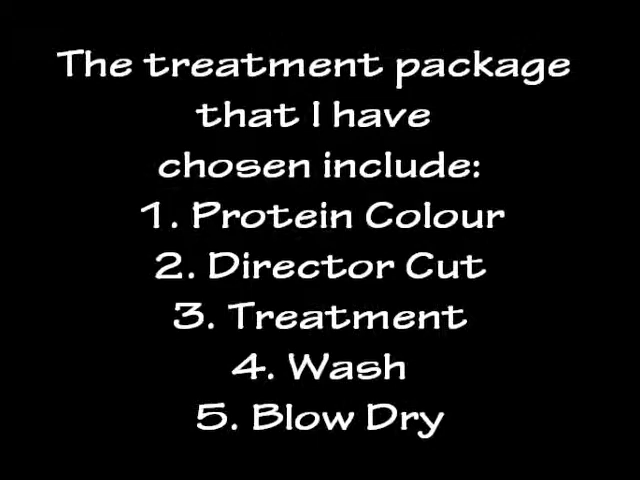 The treatment package
that I have
chosen include:
1. Protein Colour
2. Director Cut
3. Treatment
4. Wash
5. Blow Dry